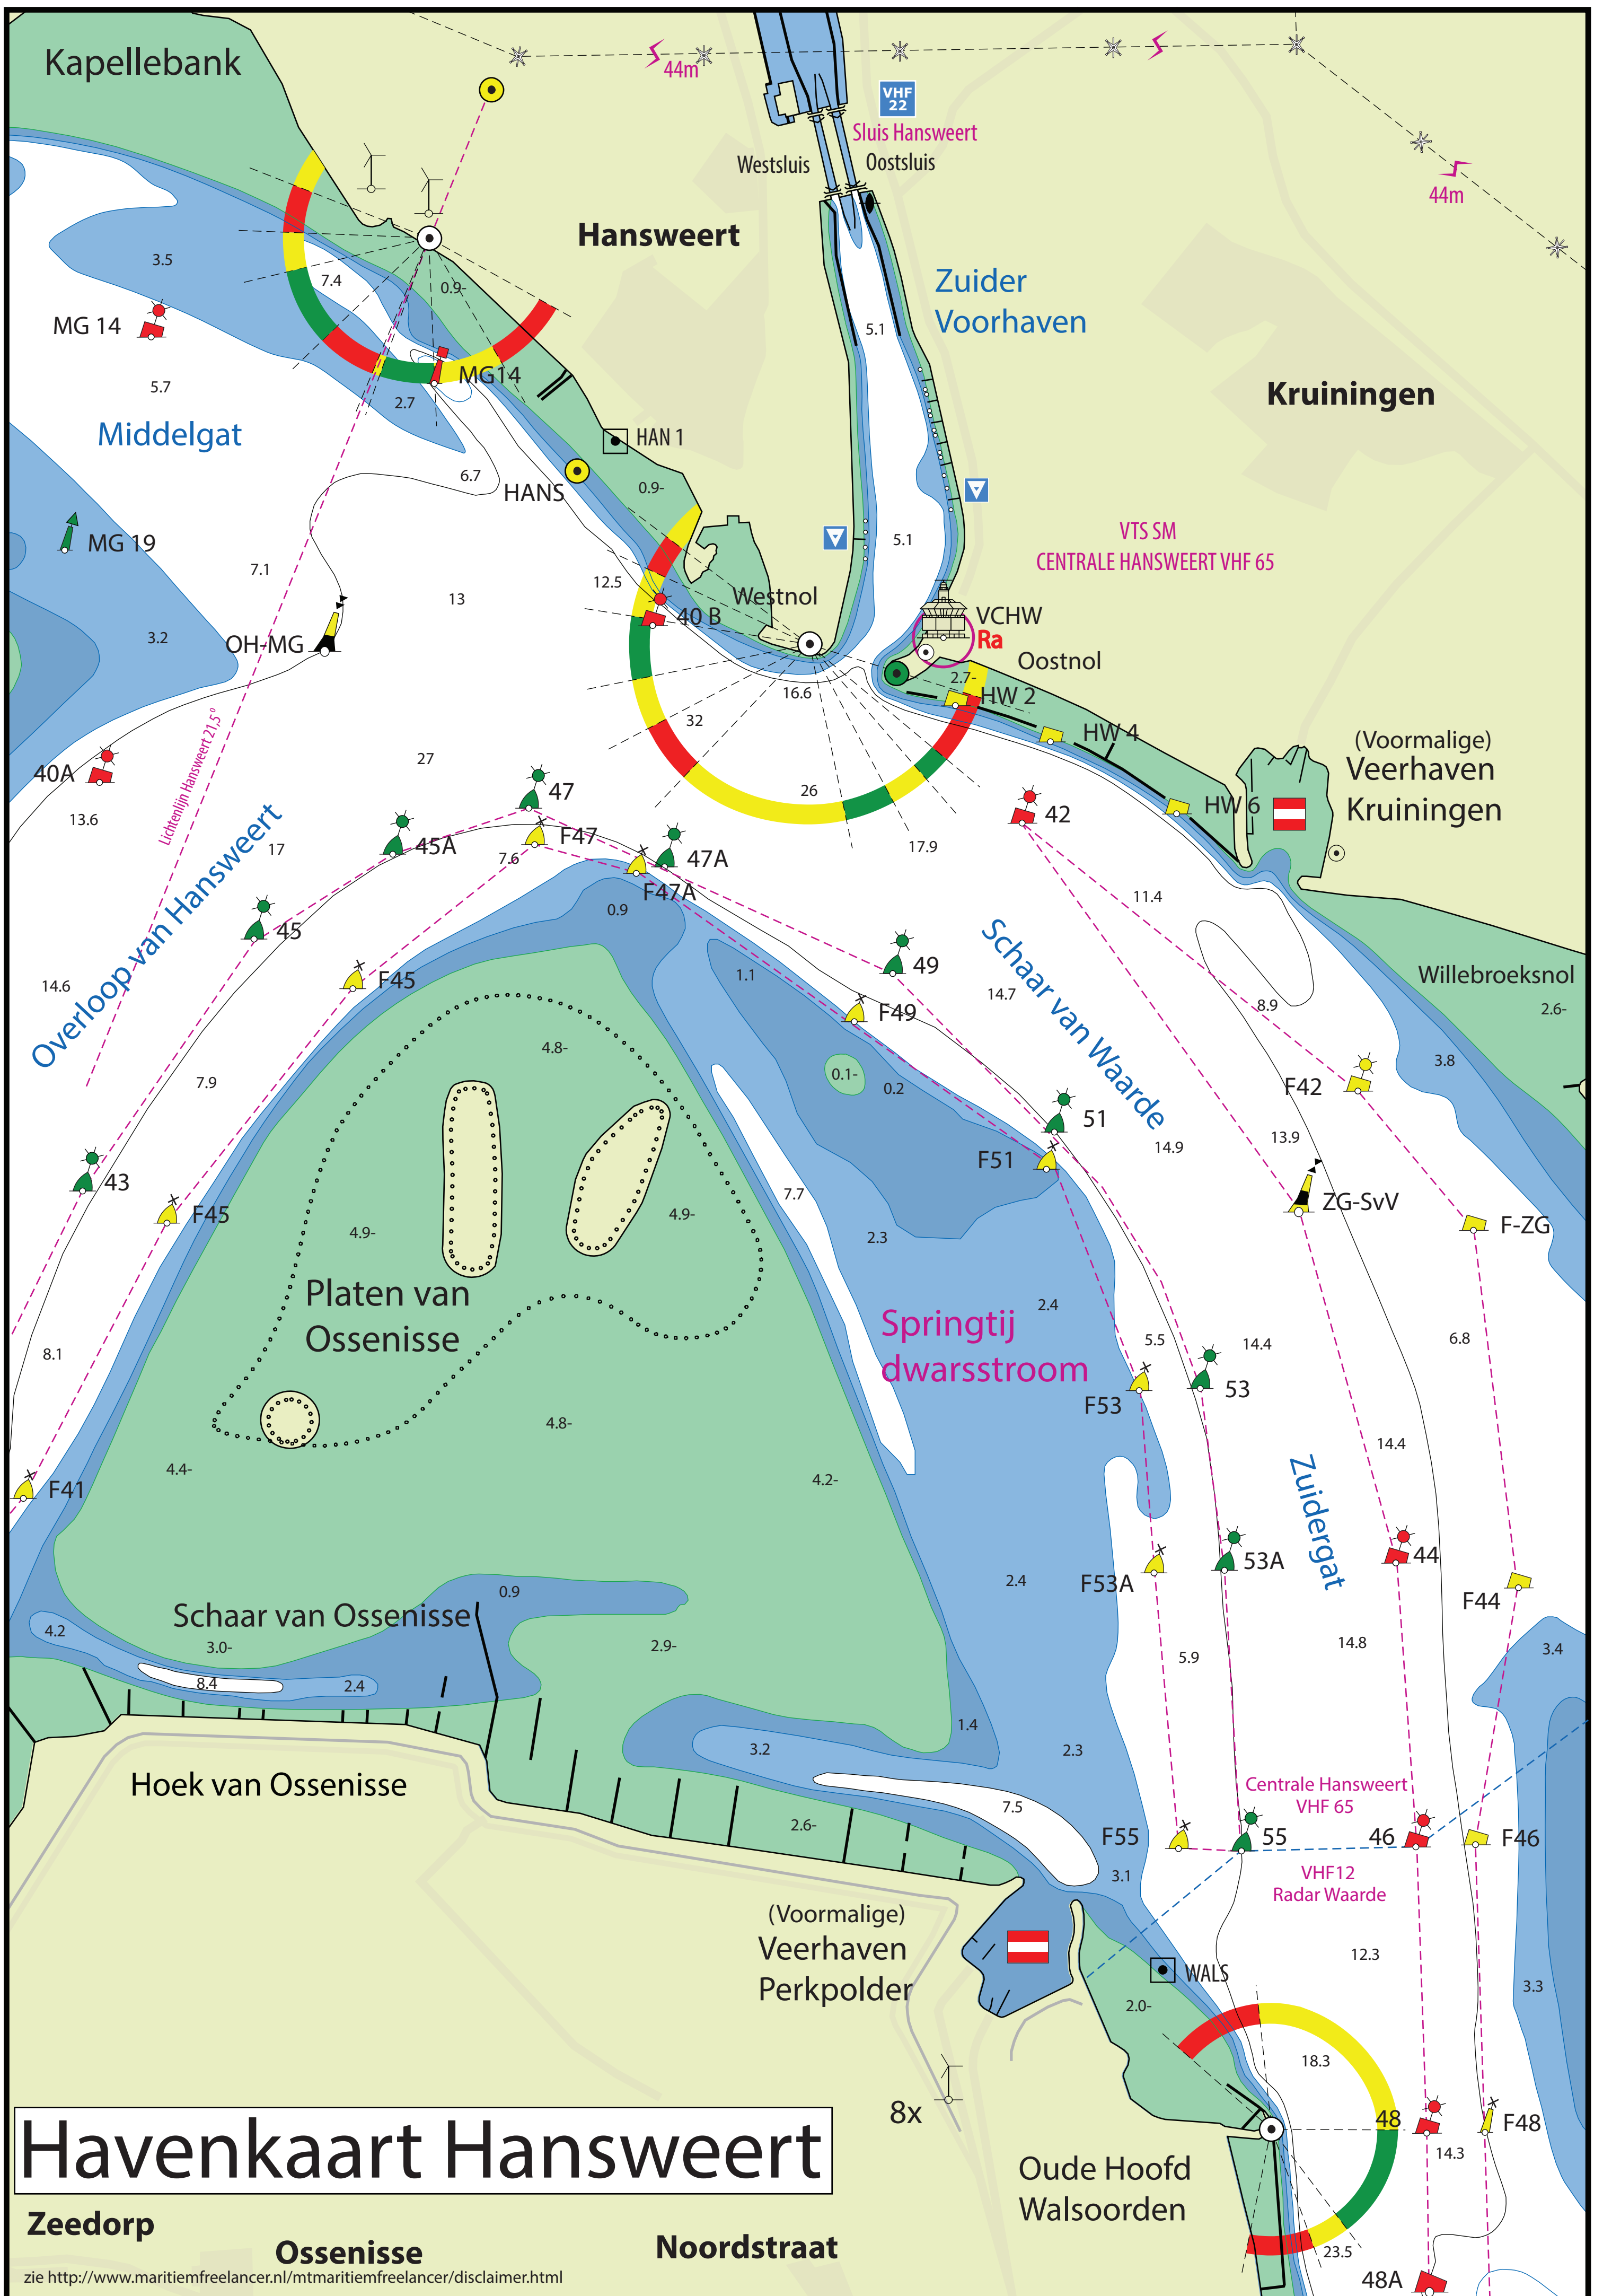 Kapellebank
44m
VHF
22
Sluis Hansweert
Westsluis
Oostsluis
44m
Hansweert
Zuider
Voorhaven
3.5
7.4
0.9-
MG 14
5.1
5.7
MG14
2.7
Kruiningen
Middelgat
HAN 1
6.7
HANS
0.9-
VTS SM
CENTRALE HANSWEERT VHF 65
MG 19
5.1
7.1
12.5
13
Westnol
40 B
VCHW
Ra
3.2
OH-MG
Oostnol
2.7-
16.6
HW 2
32
HW 4
Lichtenlijn Hansweert 21,5°
27
(Voormalige)
Veerhaven
Kruiningen
40A
47
26
HW 6
42
13.6
17
45A
7.6
F47
47A
17.9
F47A
11.4
Overloop van Hansweert
45
0.9
49
Schaar van Waarde
14.6
F45
1.1
14.7
Willebroeksnol
8.9
2.6-
F49
4.8-
0.1-
0.2
3.8
7.9
F42
51
13.9
14.9
F51
43
7.7
ZG-SvV
F45
4.9-
4.9-
F-ZG
2.3
Platen van
Ossenisse
2.4
Springtij
dwarsstroom
5.5
14.4
6.8
8.1
53
F53
4.8-
14.4
4.4-
4.2-
F41
Zuidergat
53A
44
2.4
F53A
0.9
F44
Schaar van Ossenisse
4.2
3.0-
2.9-
14.8
3.4
5.9
8.4
2.4
1.4
3.2
2.3
Hoek van Ossenisse
Centrale Hansweert
VHF 65
7.5
2.6-
F55
55
46
F46
3.1
VHF12
Radar Waarde
(Voormalige)
Veerhaven
Perkpolder
12.3
WALS
3.3
2.0-
18.3
8x
48
F48
14.3
Havenkaart Hansweert
Oude Hoofd
Walsoorden
Zeedorp
Ossenisse
Noordstraat
23.5
48A
zie http://www.maritiemfreelancer.nl/mtmaritiemfreelancer/disclaimer.html